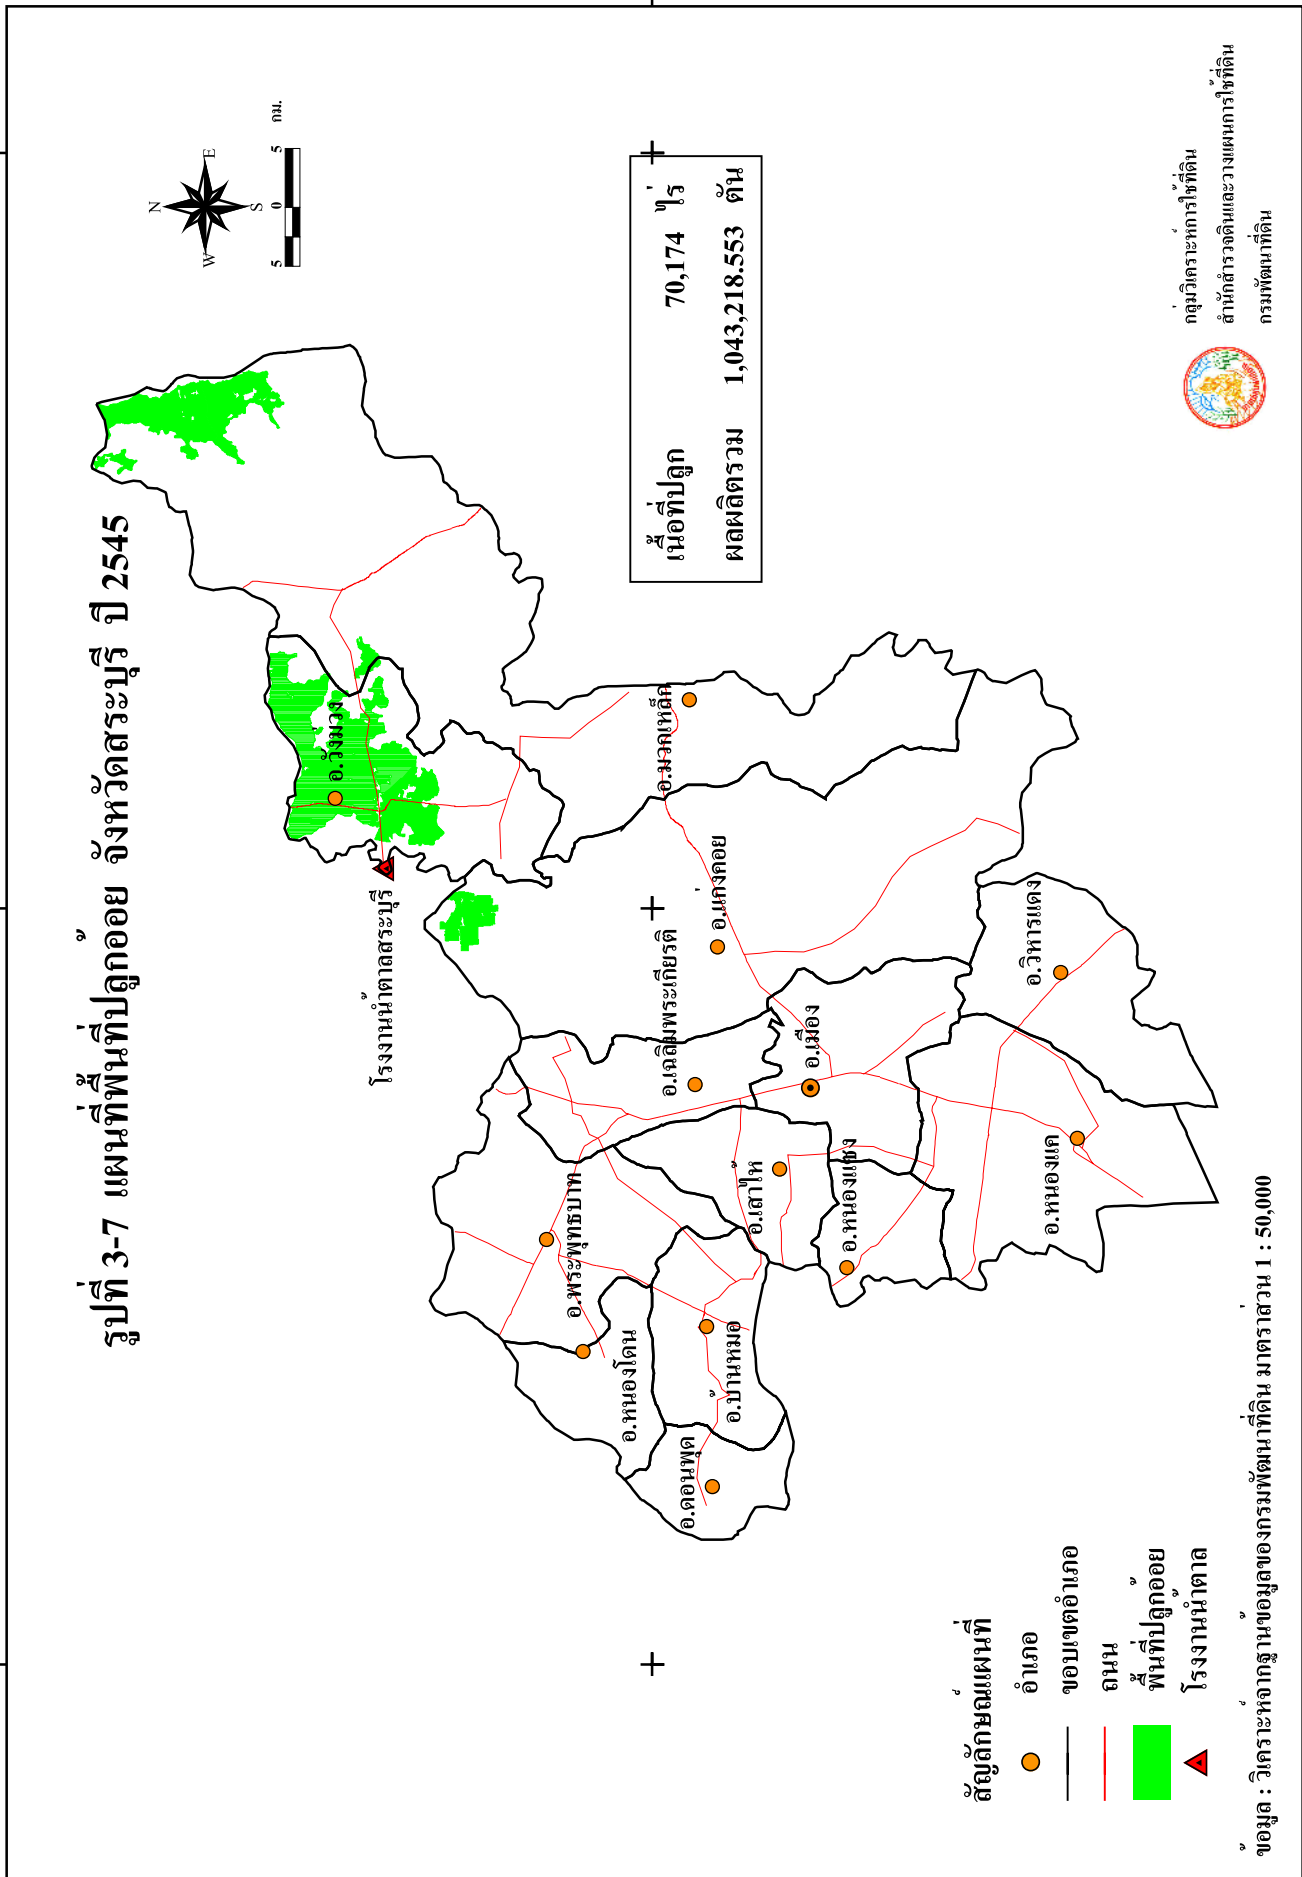 รูปที่ 3-7 แผนที่พื้นที่ปลูกอ้อย จังหวัดสระบุรี ปี 2545
N
W
E
S
5 0 5 กม.
อ.วังม่วง
โรงงานน้ำตาลสระบุรี
อ.มวกเหล็ก
อ.แก่งคอย
อ.เฉลิมพระเกียรติ
อ.วิหารแดง
อ.เมือง
อ.พระพุทธบาท
อ.เสาไห้
อ.หนองแซง
อ.หนองแค
อ.หนองโดน
อ.บ้านหมอ
อ.ดอนพุด
เนื้อที่ปลูก 70,174 ไร่
ผลผลิตรวม 1,043,218.553 ตัน
สัญลักษณ์แผนที่
อำเภอ
ขอบเขตอำเภอ
ถนน
พื้นที่ปลูกอ้อย
โรงงานน้ำตาล
กลุ่มวิเคราะห์การใช้ที่ดิน
สำนักสำรวจดินและวางแผนการใช้ที่ดิน
กรมพัฒนาที่ดิน
ข้อมูล : วิเคราะห์จากฐานข้อมูลของกรมพัฒนาที่ดิน มาตราส่วน 1 : 50,000